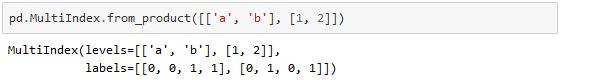 pd.MultiIndex.from_product([['a', 'b'], [1, 2]])
MultiIndex(levels=[['a', 'b'], [1, 2]],
           labels=[[0, 0, 1, 1], [0, 1, 0, 1]])